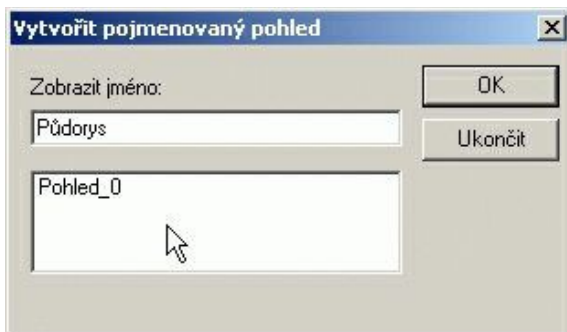 Vytvořit pojmenovaný pohled
Zobrazit jméno:
Půdorys
Pohled_0
OK
Ukončit